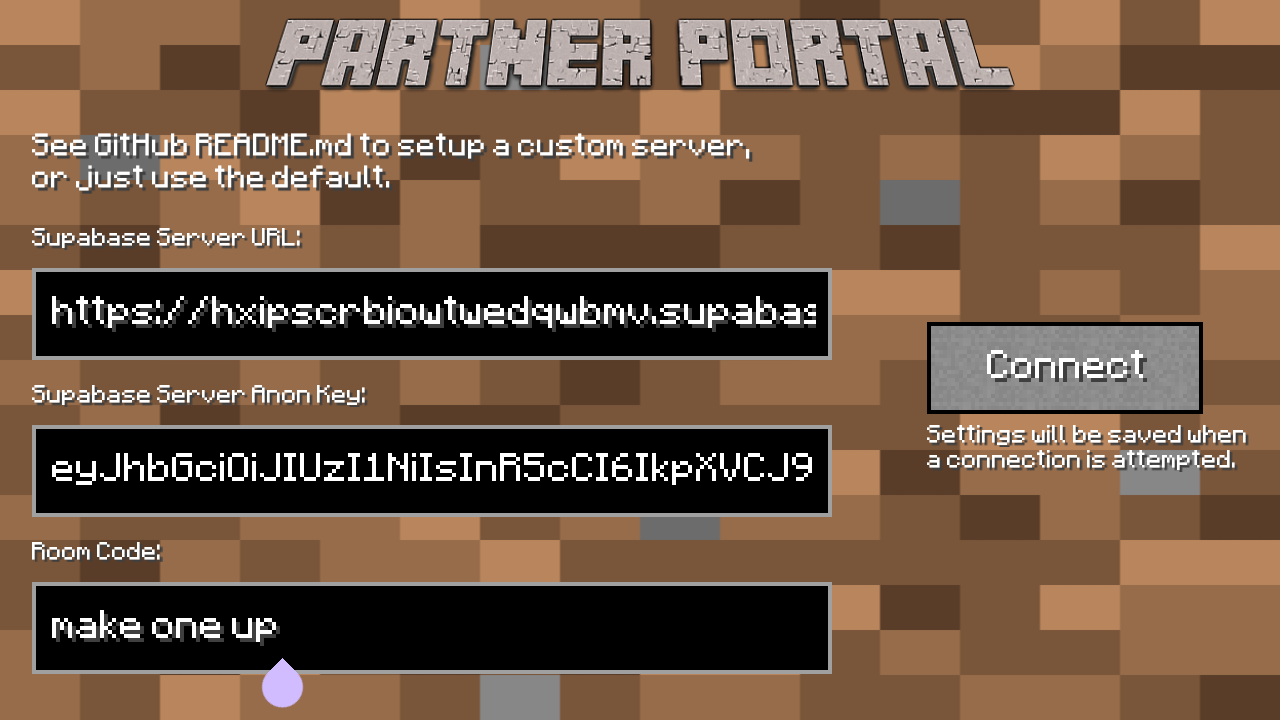 PARTNER PORTAL
See GitHub README.md to setup a custom server,
or just use the default.
Supabase Server URL:
https://hxipscrbiowtwedqwbmv.supabas
Supabase Server Anon Key:
eyJhbGciOiJIUzI1NiIsInR5cCI6IkpXVCJ9
Connect
Settings will be saved when
a connection is attempted.
Room Code:
make one up